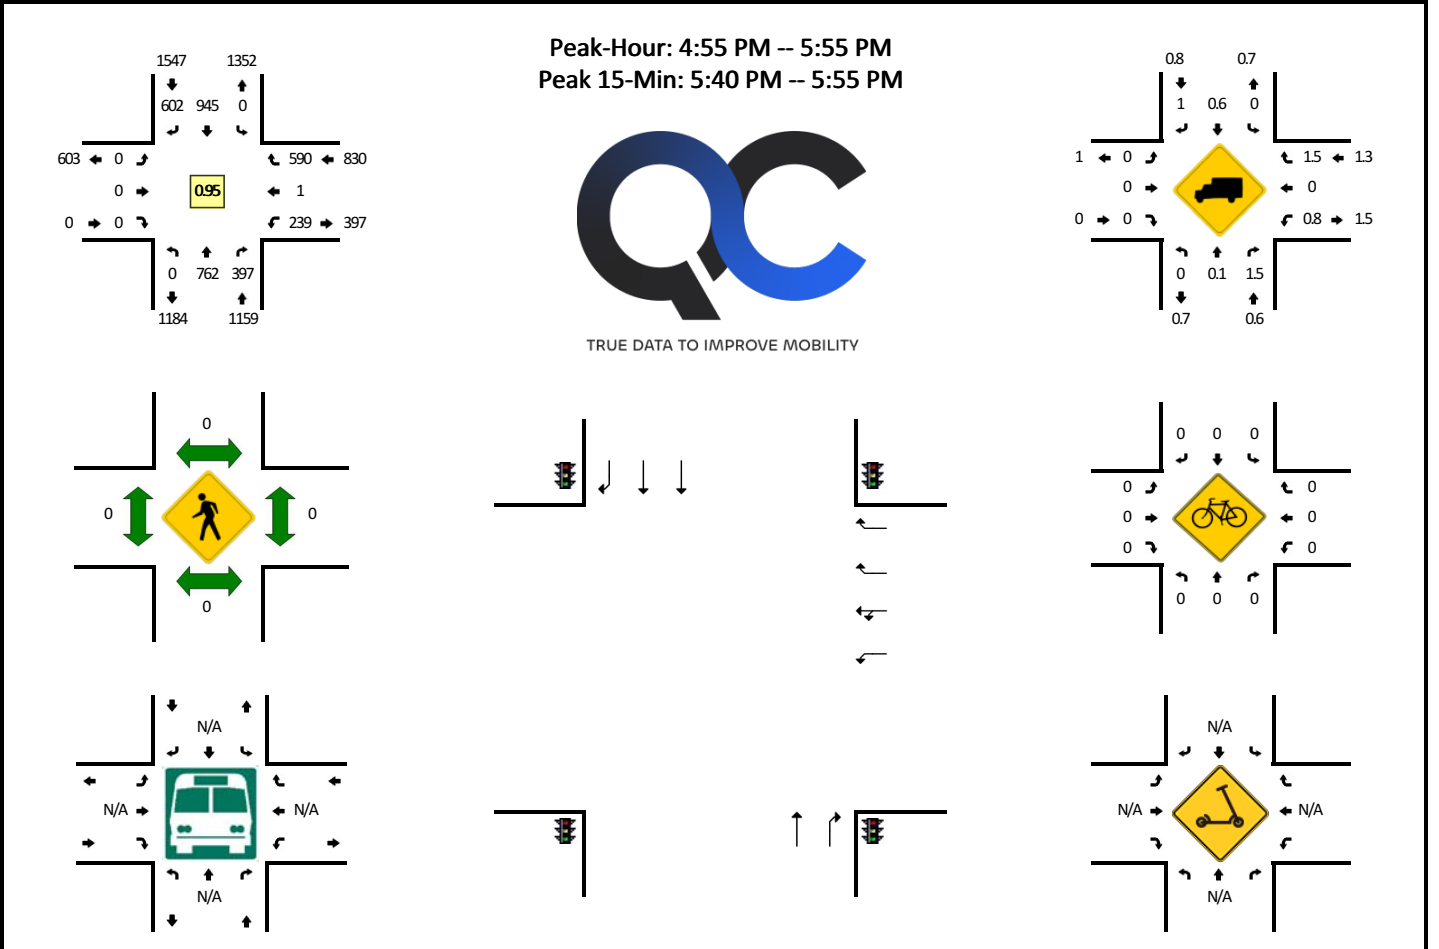 Peak-Hour: 4:55 PM -- 5:55 PM
Peak 15-Min: 5:40 PM -- 5:55 PM
1547 1352
602 945 0
603 0 590 830
0 0.95 1
0 0 239 397
0 762 397
1184 1159
QC
TRUE DATA TO IMPROVE MOBILITY
0.8 0.7
1 0.6 0
1 0 1.5 1.3
0 0
0 0 0.8 1.5
0 0.1 1.5
0.7 0.6
0
0 0
0
0 0 0
0 0
0 0
0 0
0 0 0
N/A
N/A N/A
N/A
N/A
N/A N/A
N/A